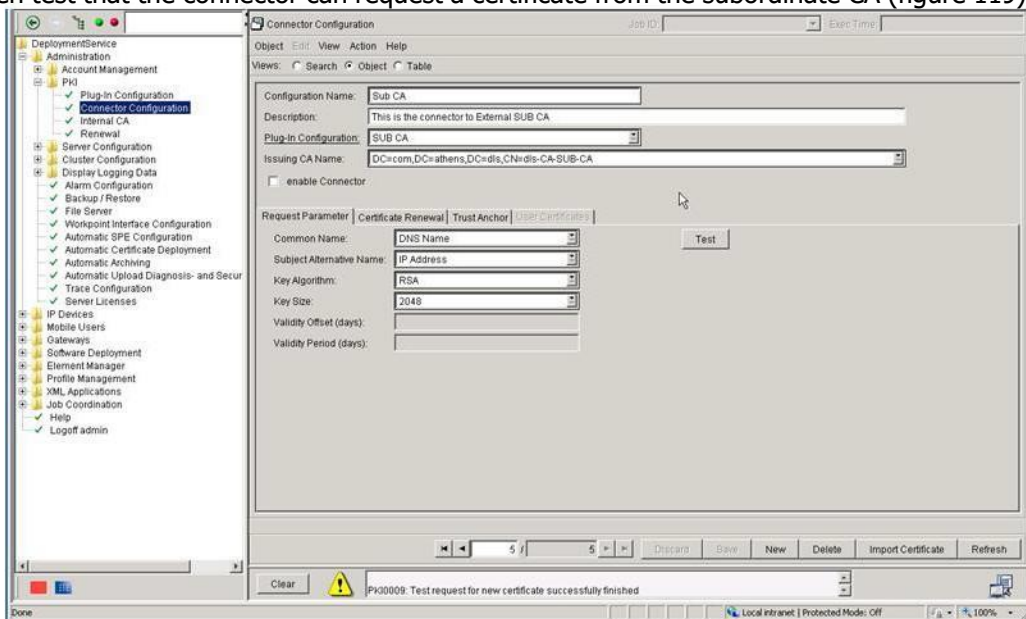 then test that the connector can request a certificate from the subordinate CA (figure 119)
Connector Configuration Job ID: Exec Time:
DeploymentService
Administration
Account Management
PKI
Plug-In Configuration
Connector Configuration
Internal CA
Renewal
Server Configuration
Cluster Configuration
Display Logging Data
Alarm Configuration
Backup / Restore
File Server
Workpoint Interface Configuration
Automatic SPE Configuration
Automatic Certificate Deployment
Automatic Archiving
Automatic Upload Diagnosis- and Secur
Trace Configuration
Server Licenses
IP Devices
Mobile Users
Gateways
Software Deployment
Element Manager
Profile Management
XML Applications
Job Coordination
Help
Logoff admin
Object Edit View Action Help
Views: Search Object Table
Configuration Name: Sub CA
Description: This is the connector to External SUB CA
Plug-In Configuration: SUB CA
Issuing CA Name: DC=com,DC=athens,DC=dls,CN=dls-CA-SUB-CA
enable Connector
Request Parameter Certificate Renewal Trust Anchor User Certificates
Common Name: DNS Name Test
Subject Alternative Name: IP Address
Key Algorithm: RSA
Key Size: 2048
Validity Offset (days):
Validity Period (days):
5 / 5 Discard Save New Delete Import Certificate Refresh
Clear PKI0009: Test request for new certificate successfully finished
Done Local intranet | Protected Mode: Off 100%